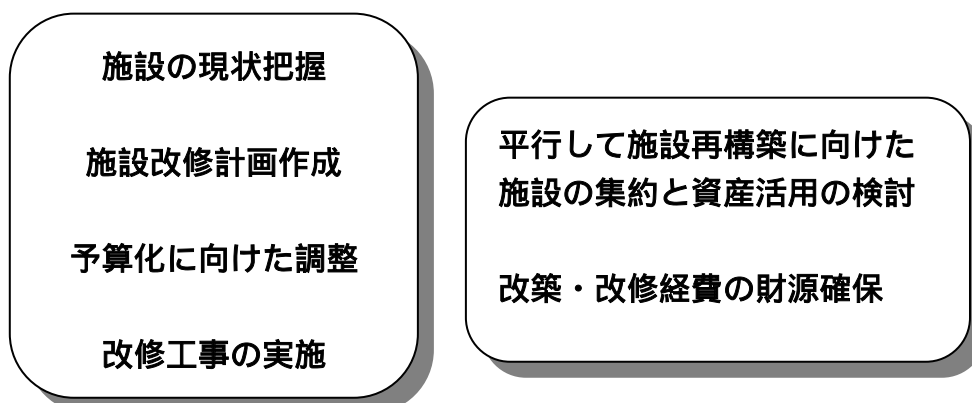 施設の現状把握
施設改修計画作成
予算化に向けた調整
改修工事の実施
平行して施設再構築に向けた
施設の集約と資産活用の検討
改築・改修経費の財源確保